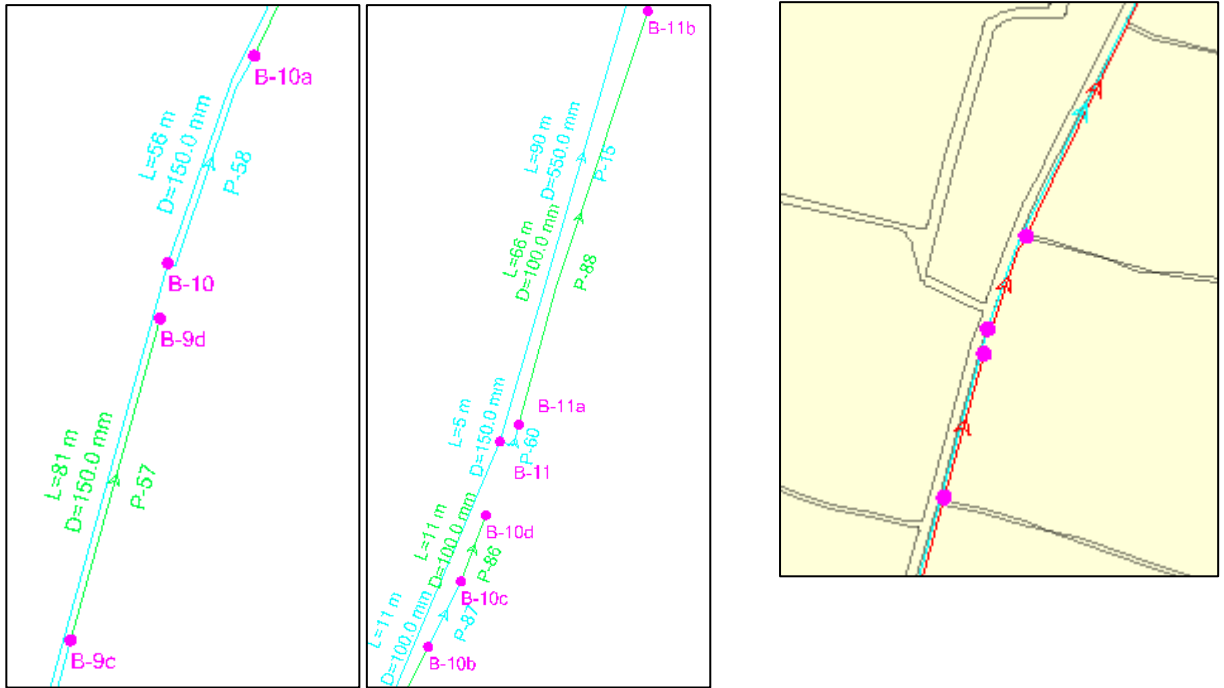 B-10a
L=56 m
D=150.0 mm
P-58
B-10
B-9d
L=81 m
D=150.0 mm
P-57
B-9c
B-11b
L=90 m
D=550.0 mm
P-15
L=66 m
D=100.0 mm
P-88
B-11a
L=5 m
D=150.0 mm
P-60
B-11
L=11 m
D=100.0 mm
B-10d
P-86
B-10c
L=11 m
D=100.0 mm
P-87
B-10b